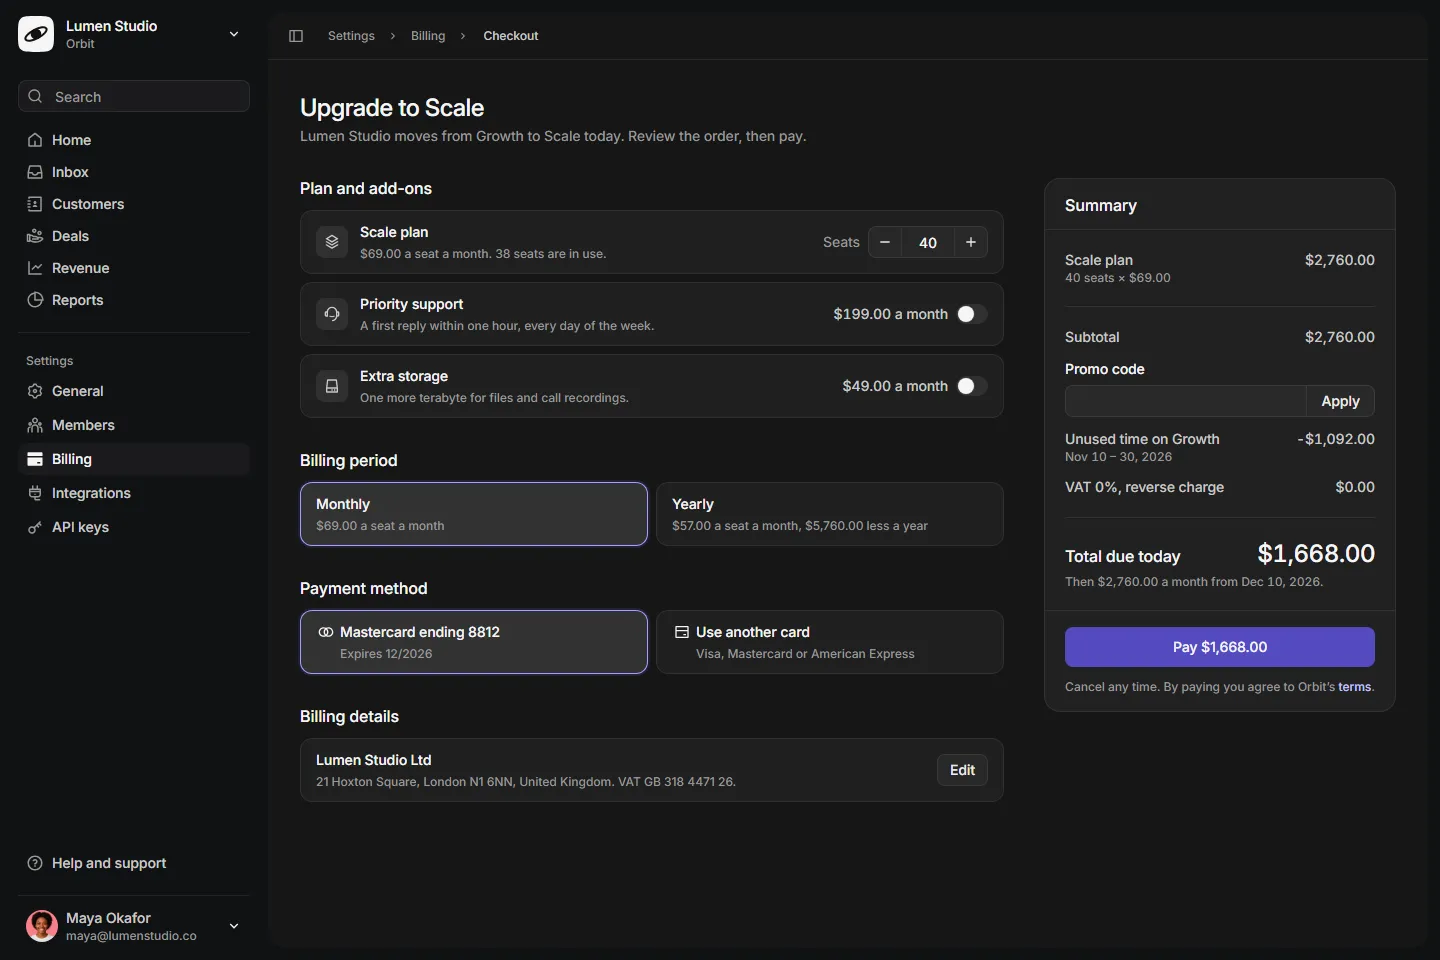 Lumen Studio
Orbit
Search
Home
Inbox
Customers
Deals
Revenue
Reports
Settings
General
Members
Billing
Integrations
API keys
Help and support
Maya Okafor
maya@lumenstudio.co
Settings > Billing > Checkout
Upgrade to Scale
Lumen Studio moves from Growth to Scale today. Review the order, then pay.
Plan and add-ons
Scale plan
$69.00 a seat a month. 38 seats are in use.
Seats − 40 +
Priority support
A first reply within one hour, every day of the week.
$199.00 a month
Extra storage
One more terabyte for files and call recordings.
$49.00 a month
Billing period
Monthly
$69.00 a seat a month
Yearly
$57.00 a seat a month, $5,760.00 less a year
Payment method
Mastercard ending 8812
Expires 12/2026
Use another card
Visa, Mastercard or American Express
Billing details
Lumen Studio Ltd
21 Hoxton Square, London N1 6NN, United Kingdom. VAT GB 318 4471 26.
Edit
Summary
Scale plan $2,760.00
40 seats × $69.00
Subtotal $2,760.00
Promo code
Apply
Unused time on Growth -$1,092.00
Nov 10 – 30, 2026
VAT 0%, reverse charge $0.00
Total due today $1,668.00
Then $2,760.00 a month from Dec 10, 2026.
Pay $1,668.00
Cancel any time. By paying you agree to Orbit's terms.